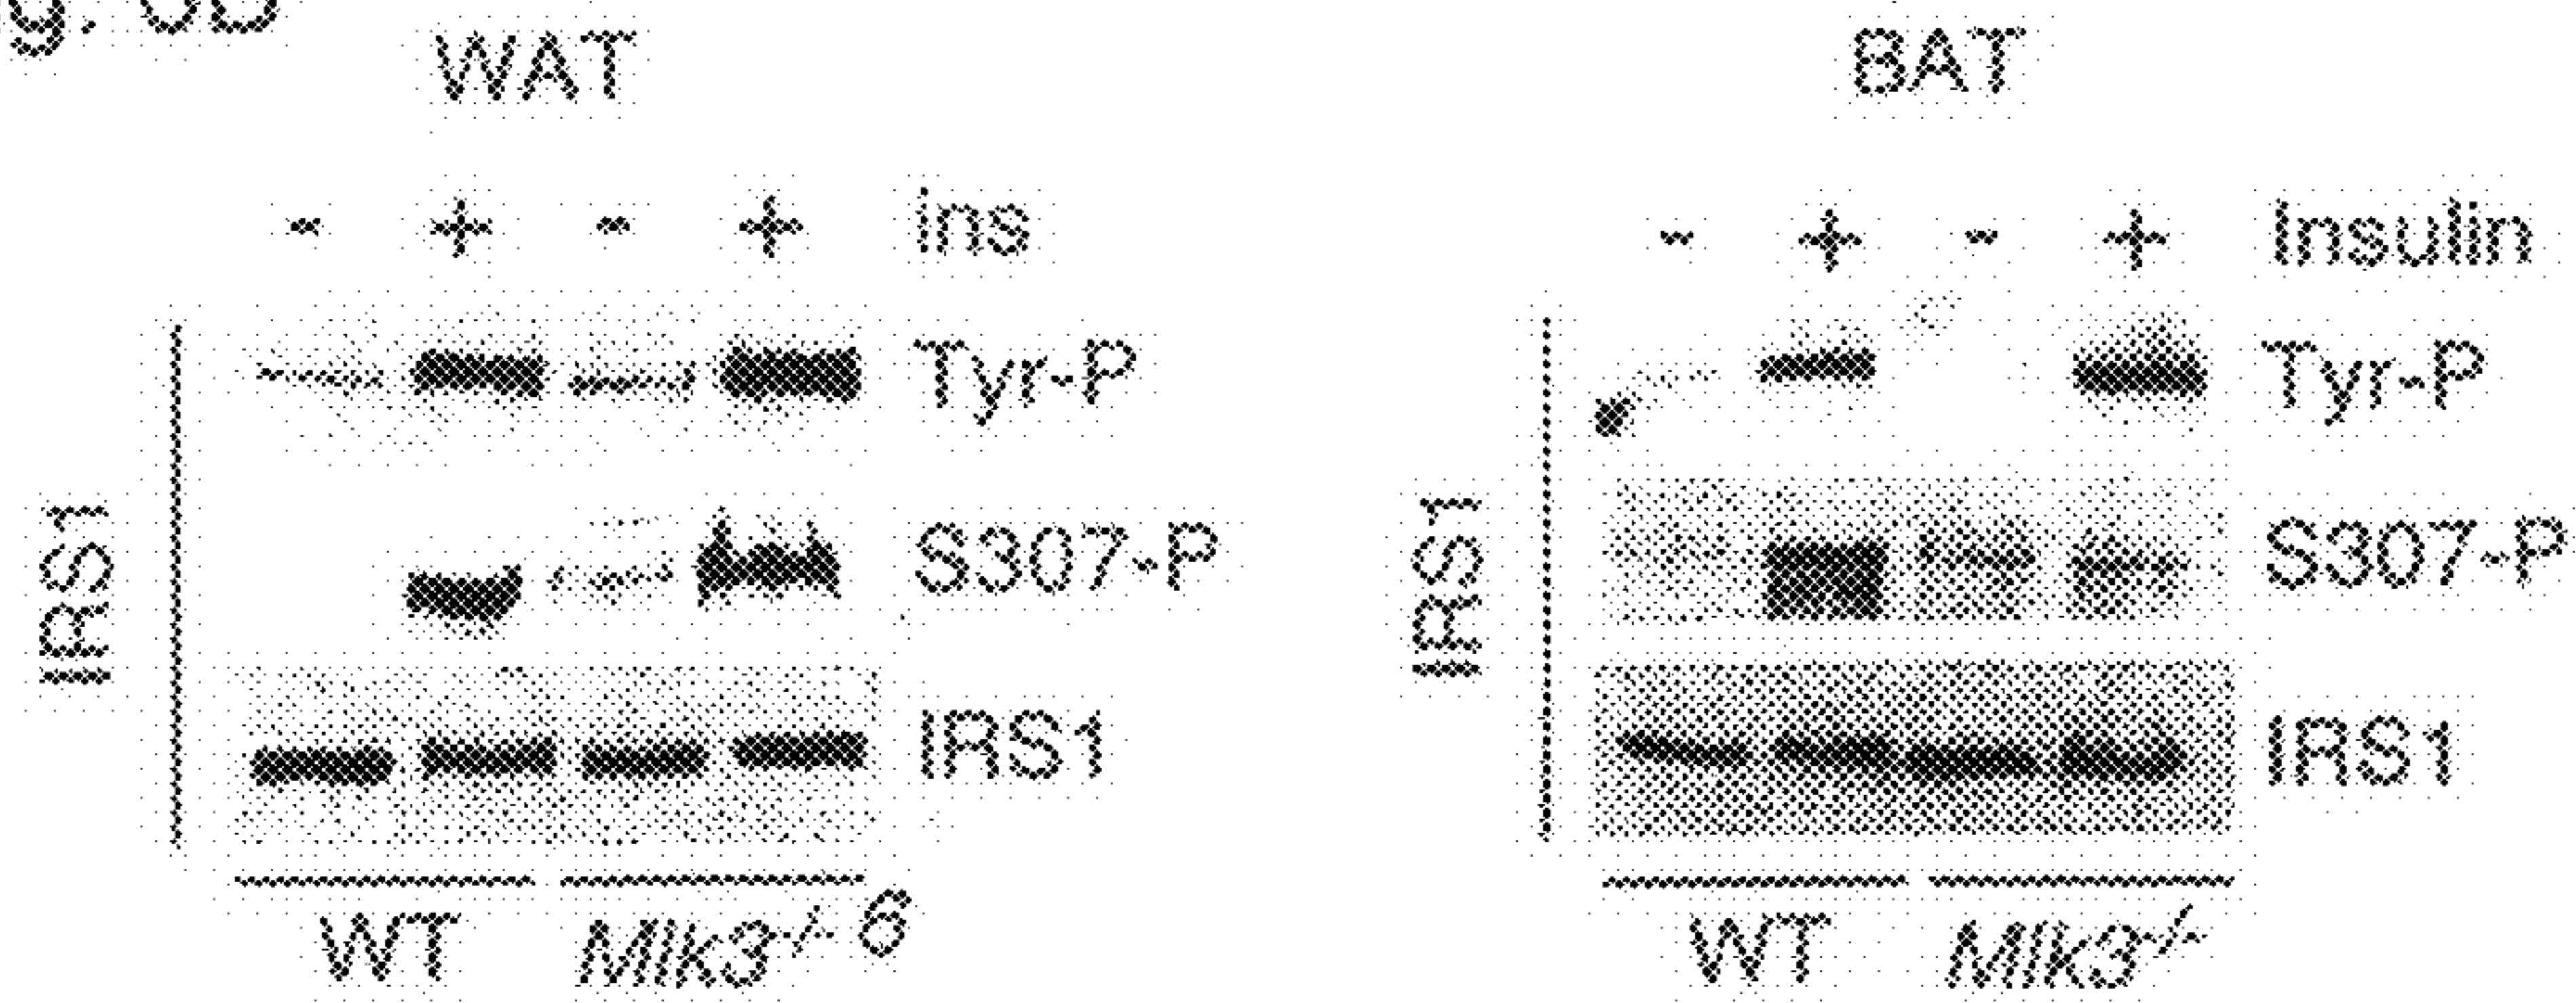 WAT
- + - + ins
Tyr-P
S307-P
IRS1
IRS1
WT Mlk3-/- 6
BAT
- + - + Insulin
Tyr-P
S307-P
IRS1
IRS1
WT Mlk3-/-